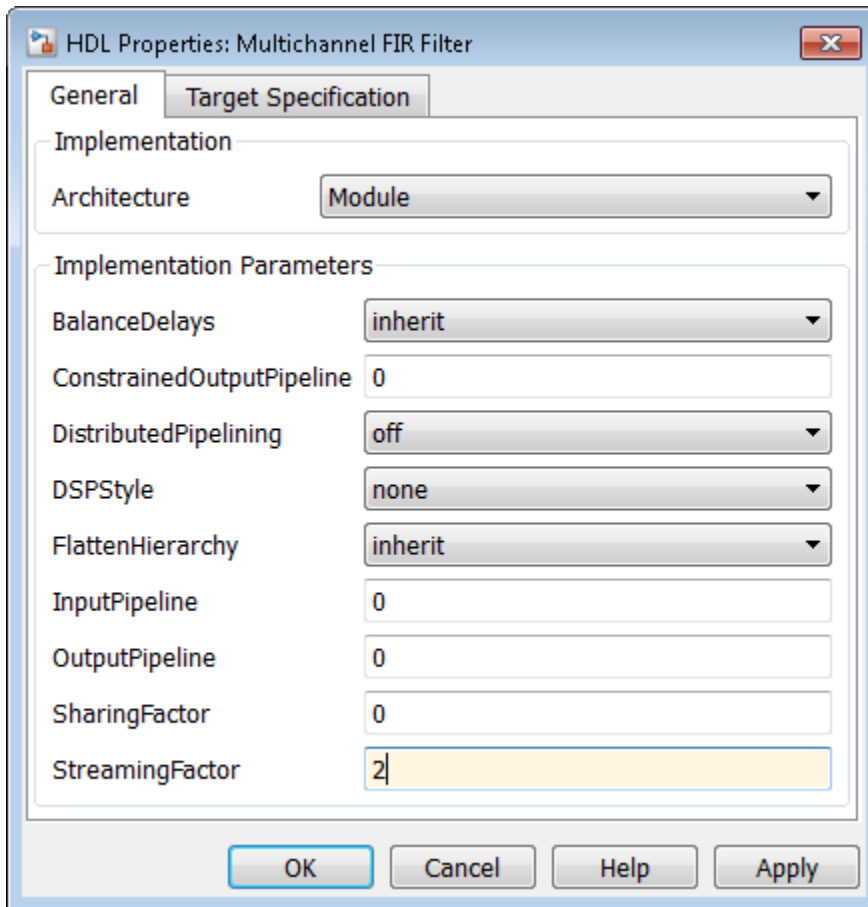 HDL Properties: Multichannel FIR Filter
General Target Specification
Implementation
Architecture Module
Implementation Parameters
BalanceDelays inherit
ConstrainedOutputPipeline 0
DistributedPipelining off
DSPStyle none
FlattenHierarchy inherit
InputPipeline 0
OutputPipeline 0
SharingFactor 0
StreamingFactor 2
OK Cancel Help Apply